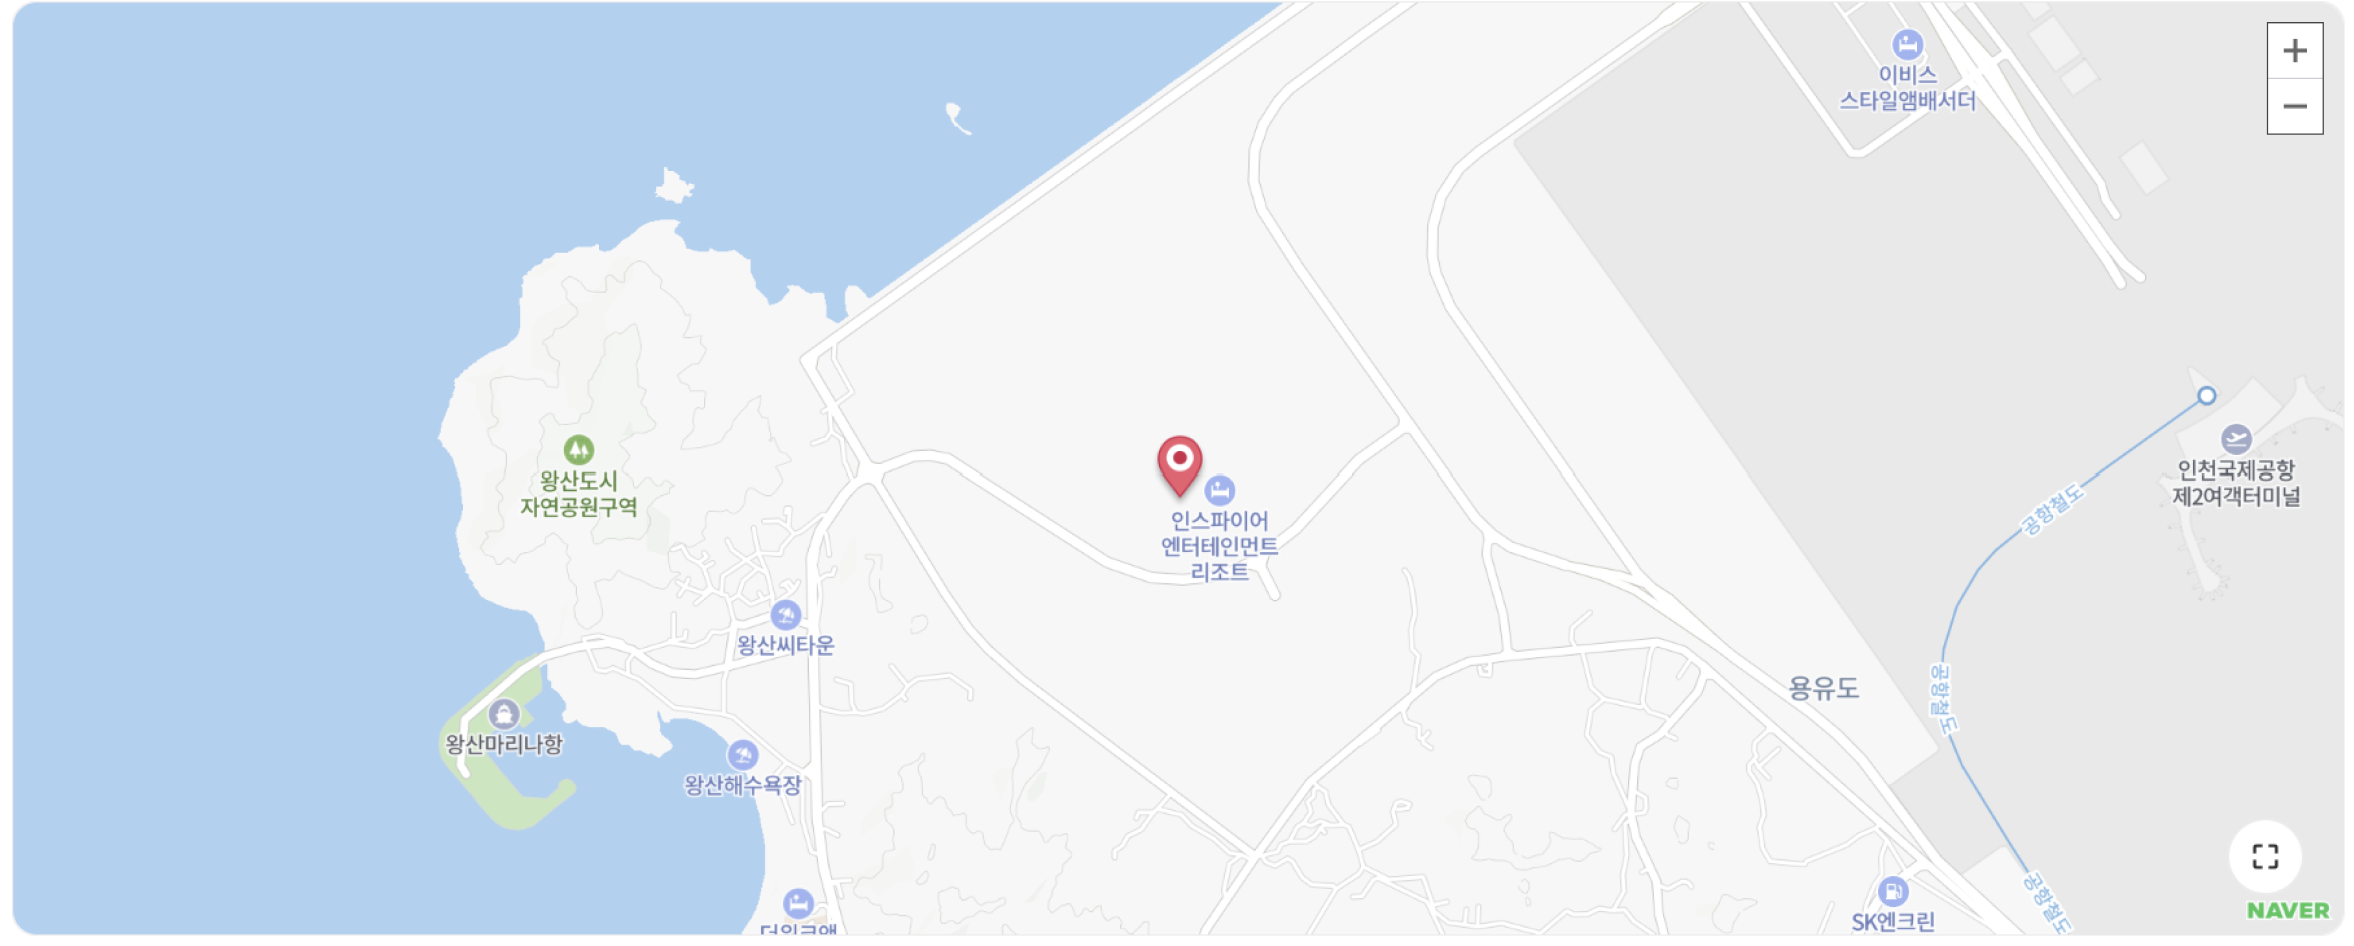 이비스
스타일앰배서더
+
−
왕산도시
자연공원구역
인스파이어
엔터테인먼트
리조트
인천국제공항
제2여객터미널
공항철도
왕산씨타운
공항철도
용유도
왕산마리나항
왕산해수욕장
공항철도
SK엔크린
NAVER